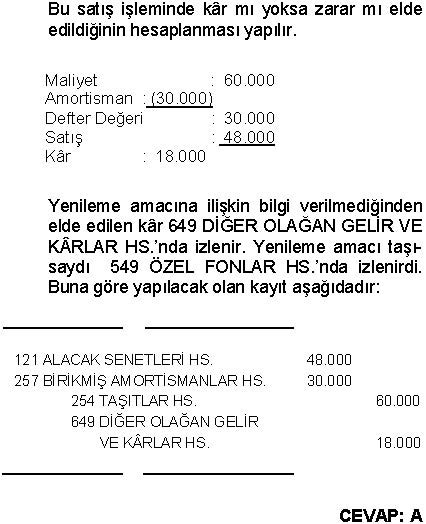 Bu satış işleminde kâr mı yoksa zarar mı elde
edildiğinin hesaplanması yapılır.
Maliyet : 60.000
Amortisman : (30.000)
Defter Değeri : 30.000
Satış : 48.000
Kâr : 18.000
Yenileme amacına ilişkin bilgi verilmediğinden
elde edilen kâr 649 DİĞER OLAĞAN GELİR VE
KÂRLAR HS.'nda izlenir. Yenileme amacı taşı-
saydı 549 ÖZEL FONLAR HS.'nda izlenirdi.
Buna göre yapılacak olan kayıt aşağıdadır:
121 ALACAK SENETLERİ HS. 48.000
257 BİRİKMİŞ AMORTİSMANLAR HS. 30.000
254 TAŞITLAR HS. 60.000
649 DİĞER OLAĞAN GELİR
VE KÂRLAR HS. 18.000
CEVAP: A